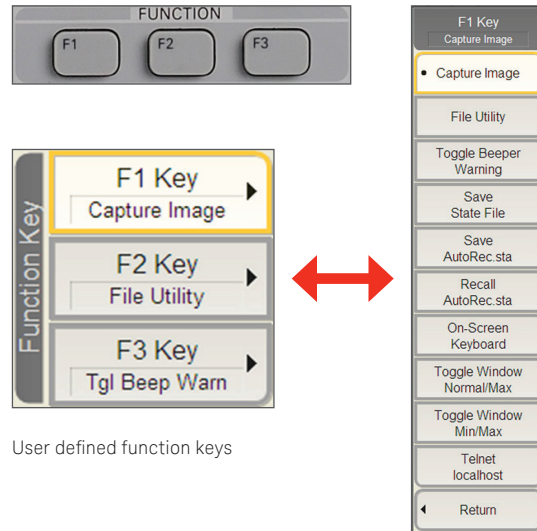 FUNCTION
F1
F2
F3
Function Key
F1 Key
Capture Image
F2 Key
File Utility
F3 Key
Tgl Beep Warn
User defined function keys
F1 Key
Capture Image
• Capture Image
File Utility
Toggle Beeper
Warning
Save
State File
Save
AutoRec.sta
Recall
AutoRec.sta
On-Screen
Keyboard
Toggle Window
Normal/Max
Toggle Window
Min/Max
Telnet
localhost
Return